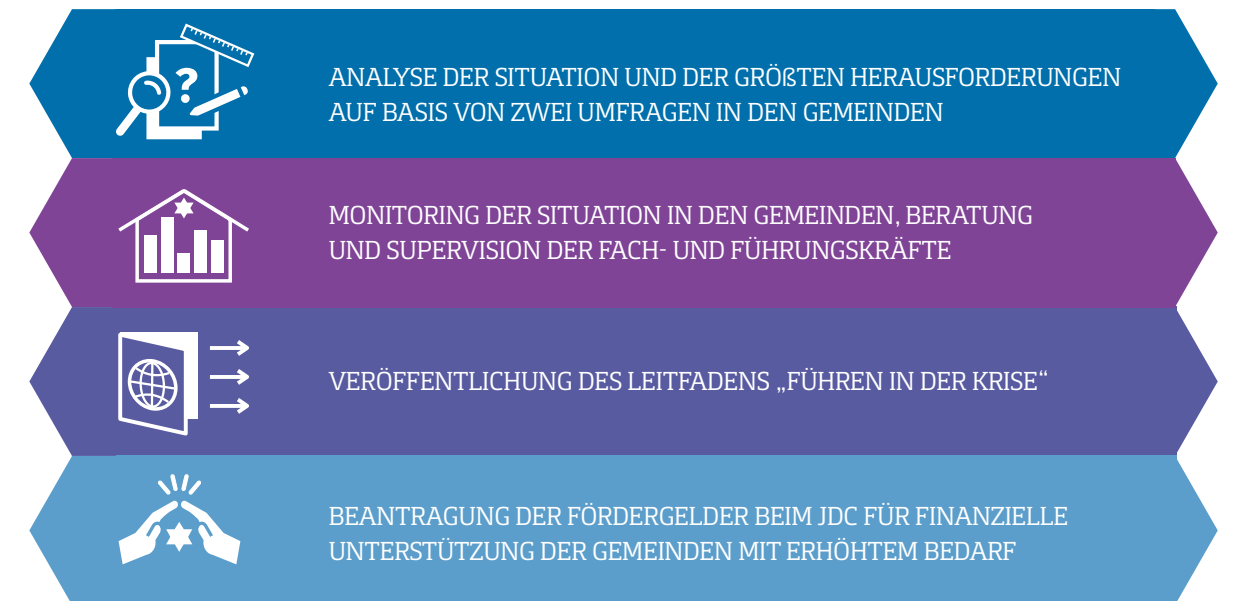 ANALYSE DER SITUATION UND DER GRÖßTEN HERAUSFORDERUNGEN
AUF BASIS VON ZWEI UMFRAGEN IN DEN GEMEINDEN
?
MONITORING DER SITUATION IN DEN GEMEINDEN, BERATUNG
UND SUPERVISION DER FACH- UND FÜHRUNGSKRÄFTE
VERÖFFENTLICHUNG DES LEITFADENS „FÜHREN IN DER KRISE“
BEANTRAGUNG DER FÖRDERGELDER BEIM JDC FÜR FINANZIELLE
UNTERSTÜTZUNG DER GEMEINDEN MIT ERHÖHTEM BEDARF